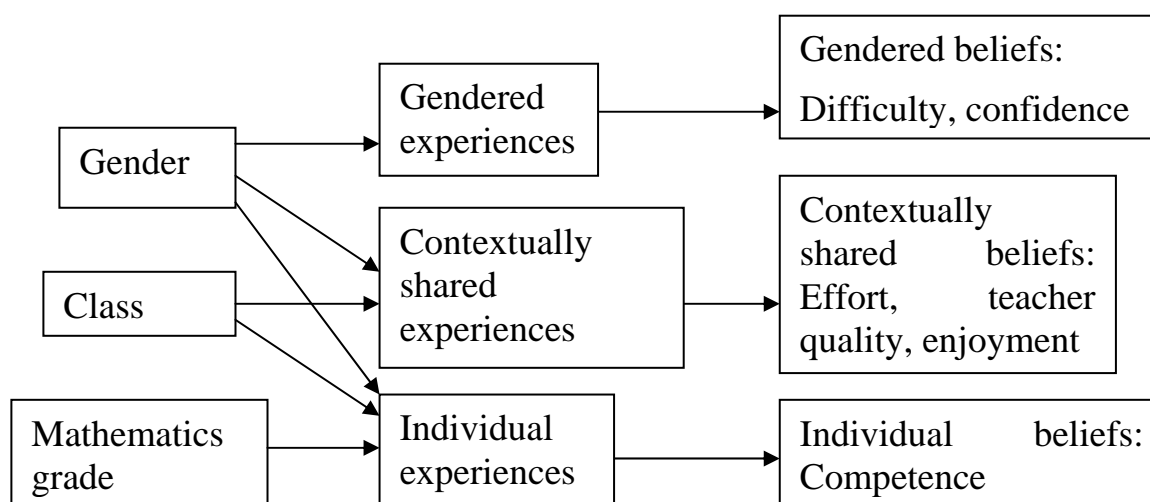 Gender
Class
Mathematics
grade
Gendered
experiences
Contextually
shared
experiences
Individual
experiences
Gendered beliefs:
Difficulty, confidence
Contextually
shared beliefs:
Effort, teacher
quality, enjoyment
Individual beliefs:
Competence